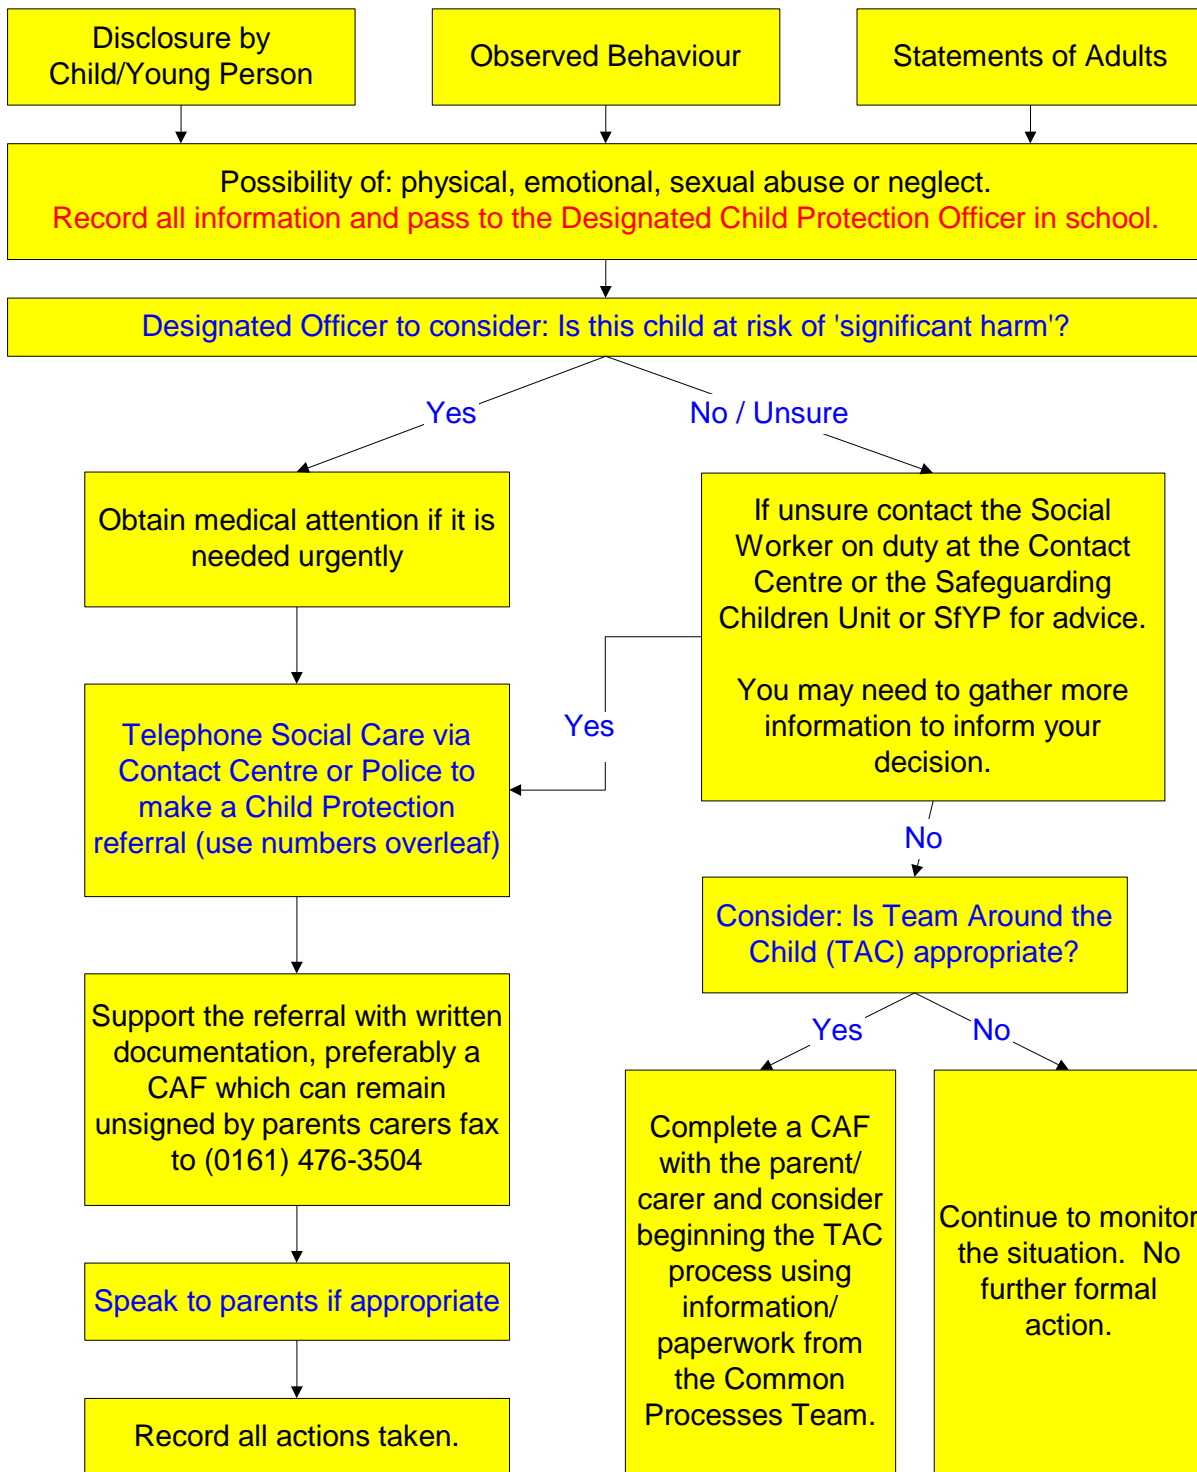 Disclosure by
Child/Young Person
Observed Behaviour
Statements of Adults
Possibility of: physical, emotional, sexual abuse or neglect.
Record all information and pass to the Designated Child Protection Officer in school.
Designated Officer to consider: Is this child at risk of 'significant harm'?
Yes
No / Unsure
Obtain medical attention if it is
needed urgently
If unsure contact the Social
Worker on duty at the Contact
Centre or the Safeguarding
Children Unit or SfYP for advice.
You may need to gather more
information to inform your
decision.
Yes
Telephone Social Care via
Contact Centre or Police to
make a Child Protection
referral (use numbers overleaf)
No
Consider: Is Team Around the
Child (TAC) appropriate?
Support the referral with written
documentation, preferably a
CAF which can remain
unsigned by parents carers fax
to (0161) 476-3504
Yes
No
Complete a CAF
with the parent/
carer and consider
beginning the TAC
process using
information/
paperwork from
the Common
Processes Team.
Continue to monitor
the situation.  No
further formal
action.
Speak to parents if appropriate
Record all actions taken.